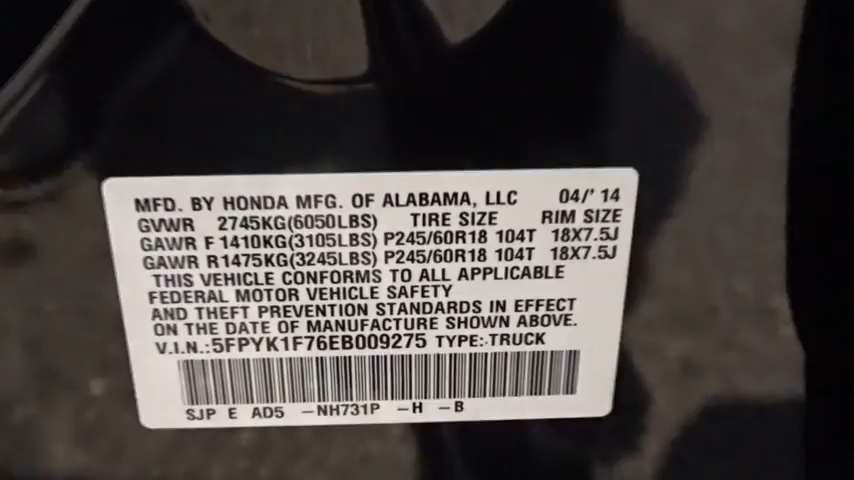 MFD. BY HONDA MFG. OF ALABAMA, LLC 04/' 14
GVWR 2745KG(6050LBS) TIRE SIZE RIM SIZE
GAWR F 1410KG(3105LBS) P245/60R18 104T 18X7.5J
GAWR R1475KG(3245LBS) P245/60R18 104T 18X7.5J
THIS VEHICLE CONFORMS TO ALL APPLICABLE
FEDERAL MOTOR VEHICLE SAFETY
AND THEFT PREVENTION STANDARDS IN EFFECT
ON THE DATE OF MANUFACTURE SHOWN ABOVE.
V.I.N.:5FPYK1F76EB009275 TYPE: TRUCK
SJP E AD5 -NH731P -H -B